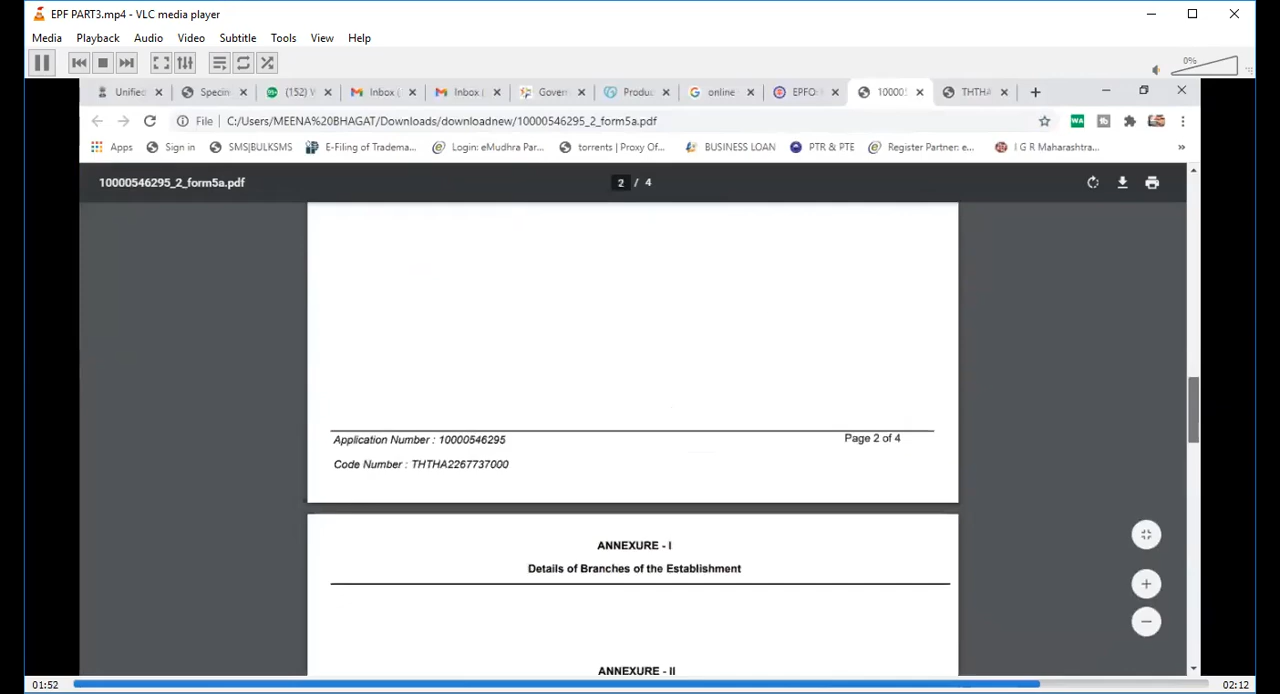 EPF PART3.mp4 - VLC media player
Media Playback Audio Video Subtitle Tools View Help
0%
Unified Specin (152) V Inbox ( Inbox ( Gover Produc online EPFO: 10000 THTHA
File C:/Users/MEENA%20BHAGAT/Downloads/downloadnew/10000546295_2_form5a.pdf
WA
Apps Sign in SMS|BULKSMS E-Filing of Tradema... Login: eMudhra Par... torrents | Proxy Of... BUSINESS LOAN PTR & PTE Register Partner: e... I G R Maharashtra... »
10000546295_2_form5a.pdf 2 / 4
Application Number : 10000546295 Page 2 of 4
Code Number : THTHA2267737000
ANNEXURE - I
Details of Branches of the Establishment
ANNEXURE - II
01:52 02:12